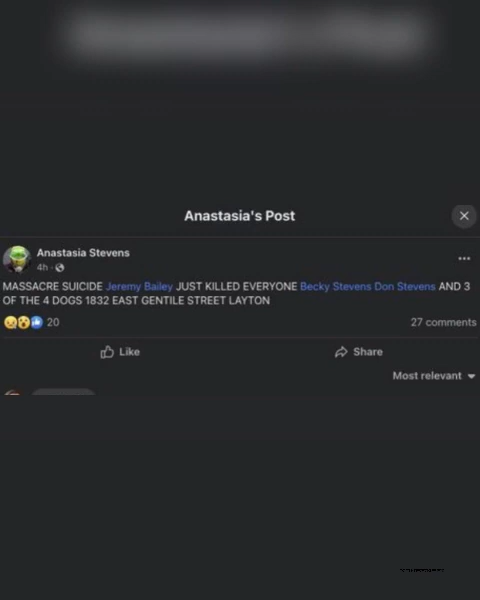 Anastasia's Post
Anastasia Stevens
4h
MASSACRE SUICIDE Jeremy Bailey JUST KILLED EVERYONE Becky Stevens Don Stevens AND 3
OF THE 4 DOGS 1832 EAST GENTILE STREET LAYTON
20
27 comments
Like
Share
Most relevant